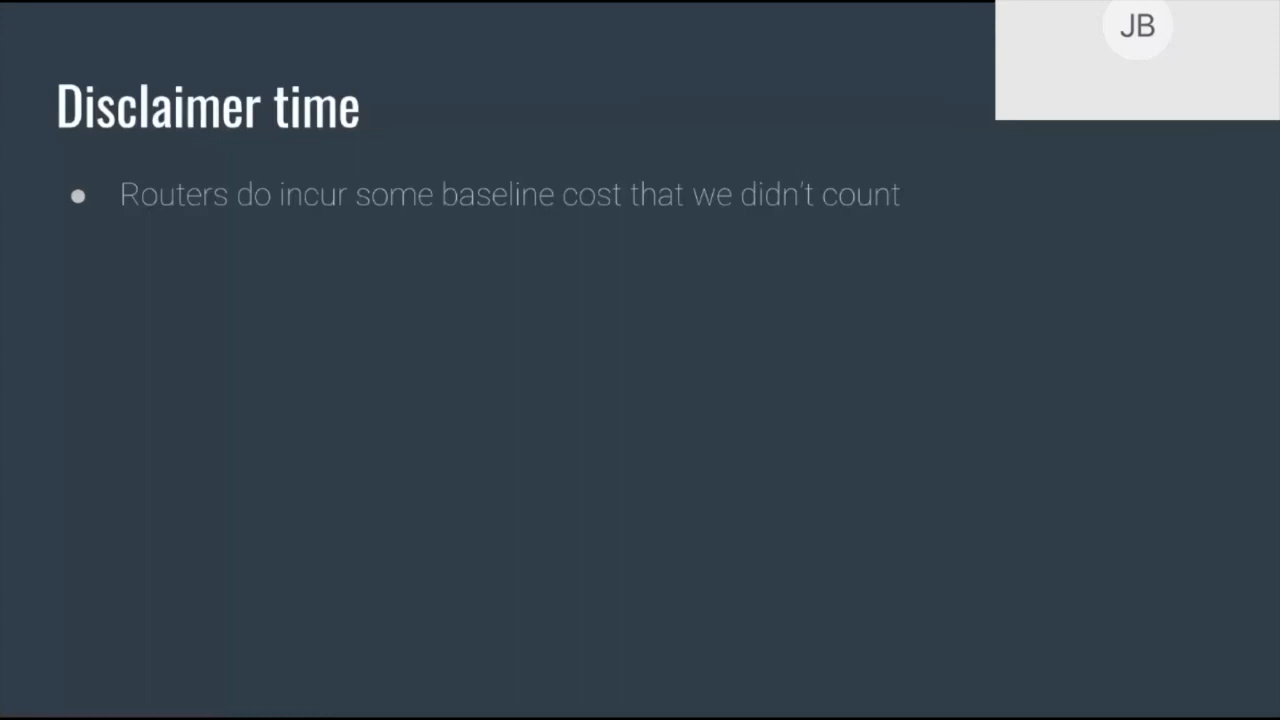 JB
Disclaimer time
● Routers do incur some baseline cost that we didn't count